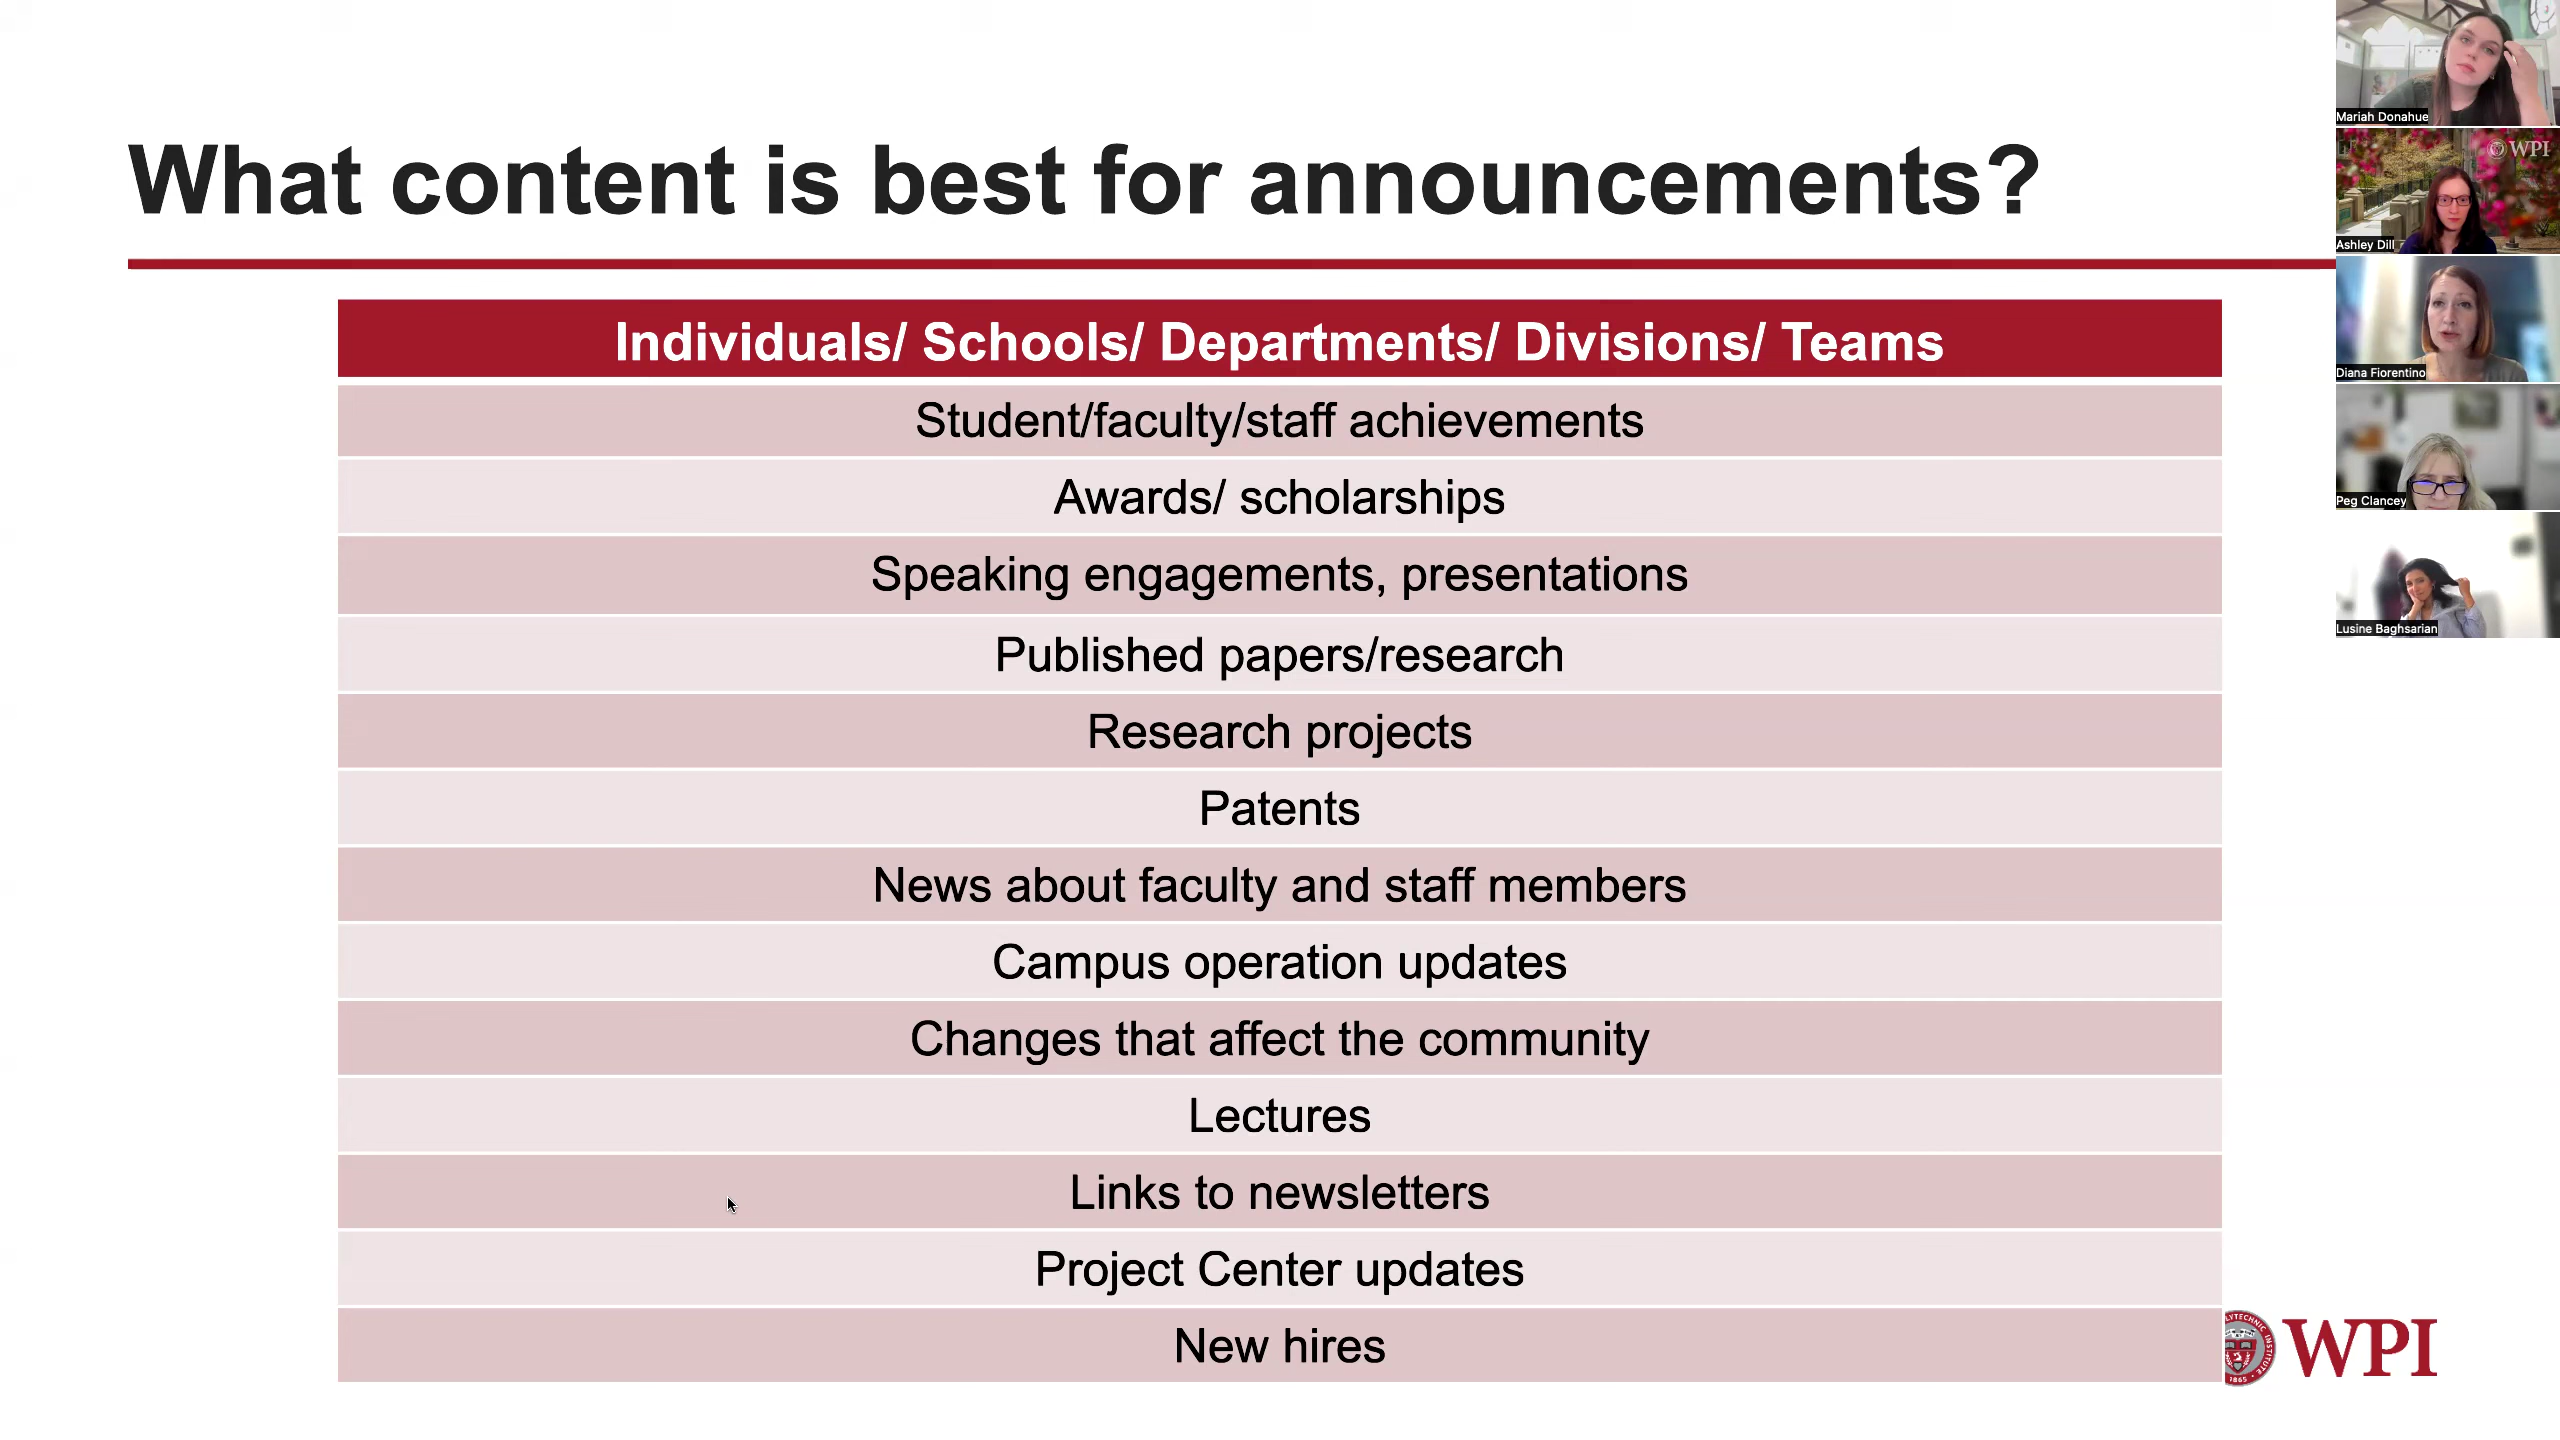 What content is best for announcements?
Individuals/ Schools/ Departments/ Divisions/ Teams
Student/faculty/staff achievements
Awards/ scholarships
Speaking engagements, presentations
Published papers/research
Research projects
Patents
News about faculty and staff members
Campus operation updates
Changes that affect the community
Lectures
Links to newsletters
Project Center updates
New hires
WPI
1865
Mariah Donahue
WPI
Ashley Dill
Diana Fiorentino
Peg Clancey
Lusine Baghsarian